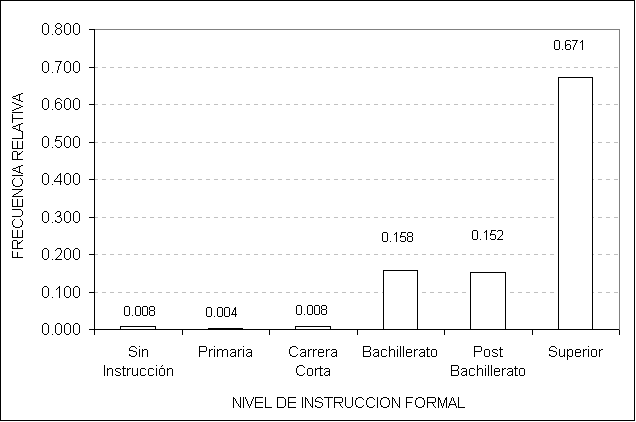 0.800
0.700
0.600
0.500
0.400
0.300
0.200
0.100
0.000
FRECUENCIA RELATIVA
0.008
0.004
0.008
0.158
0.152
0.671
Sin
Instrucción
Primaria
Carrera
Corta
Bachillerato
Post
Bachillerato
Superior
NIVEL DE INSTRUCCION FORMAL